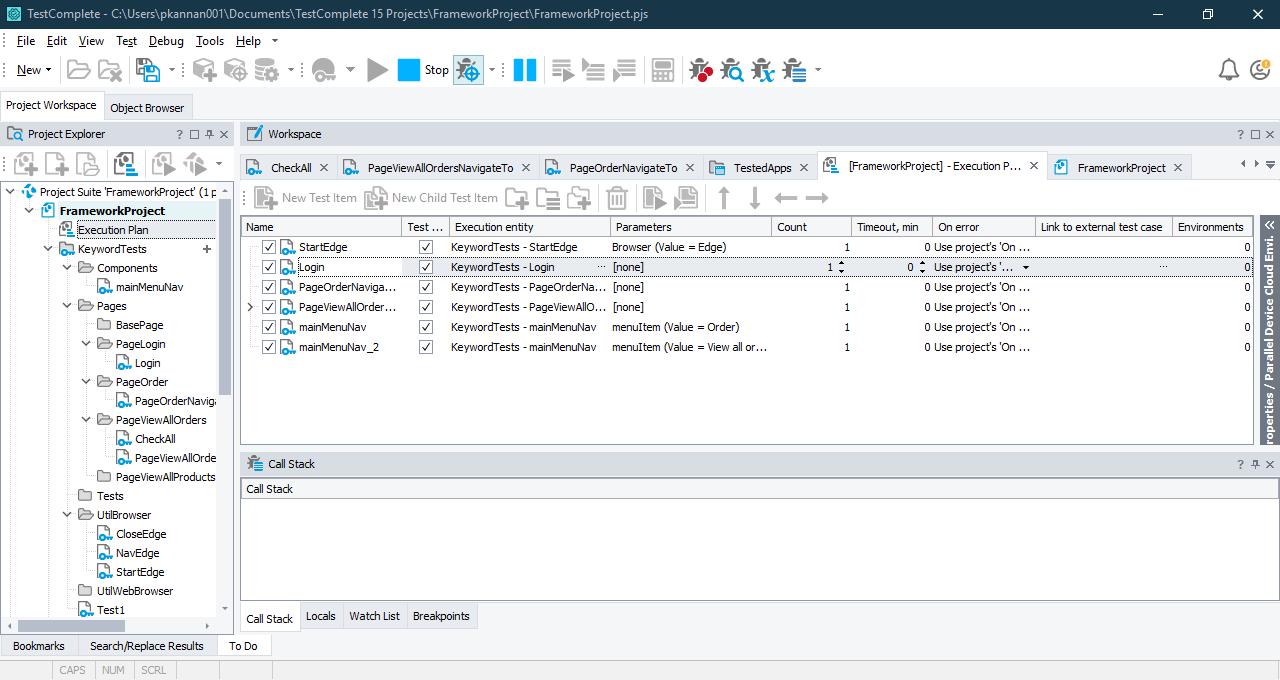 TestComplete - C:\Users\pkannan001\Documents\TestComplete 15 Projects\FrameworkProject\FrameworkProject.pjs
File Edit View Test Debug Tools Help
New Stop
Project Workspace Object Browser
Project Explorer
Project Suite 'FrameworkProject' (1 p
FrameworkProject
Execution Plan
KeywordTests
Components
mainMenuNav
Pages
BasePage
PageLogin
Login
PageOrder
PageOrderNaviga
PageViewAllOrders
CheckAll
PageViewAllOrde
PageViewAllProducts
Tests
UtilBrowser
CloseEdge
NavEdge
StartEdge
UtilWebBrowser
Test1
Workspace
CheckAll PageViewAllOrdersNavigateTo PageOrderNavigateTo TestedApps [FrameworkProject] - Execution P... FrameworkProject
New Test Item New Child Test Item
Name Test ... Execution entity Parameters Count Timeout, min On error Link to external test case Environments
StartEdge KeywordTests - StartEdge Browser (Value = Edge) 1 0 Use project's 'On ... 0
Login KeywordTests - Login ... [none] 1 0 Use project's '... ... 0
PageOrderNaviga... KeywordTests - PageOrderNa... [none] 1 0 Use project's 'On ... 0
PageViewAllOrder... KeywordTests - PageViewAllO... [none] 1 0 Use project's 'On ... 0
mainMenuNav KeywordTests - mainMenuNav menuItem (Value = Order) 1 0 Use project's 'On ... 0
mainMenuNav_2 KeywordTests - mainMenuNav menuItem (Value = View all or... 1 0 Use project's 'On ... 0
roperties / Parallel Device Cloud Envi.
Call Stack
Call Stack
Call Stack Locals Watch List Breakpoints
Bookmarks Search/Replace Results To Do
CAPS NUM SCRL